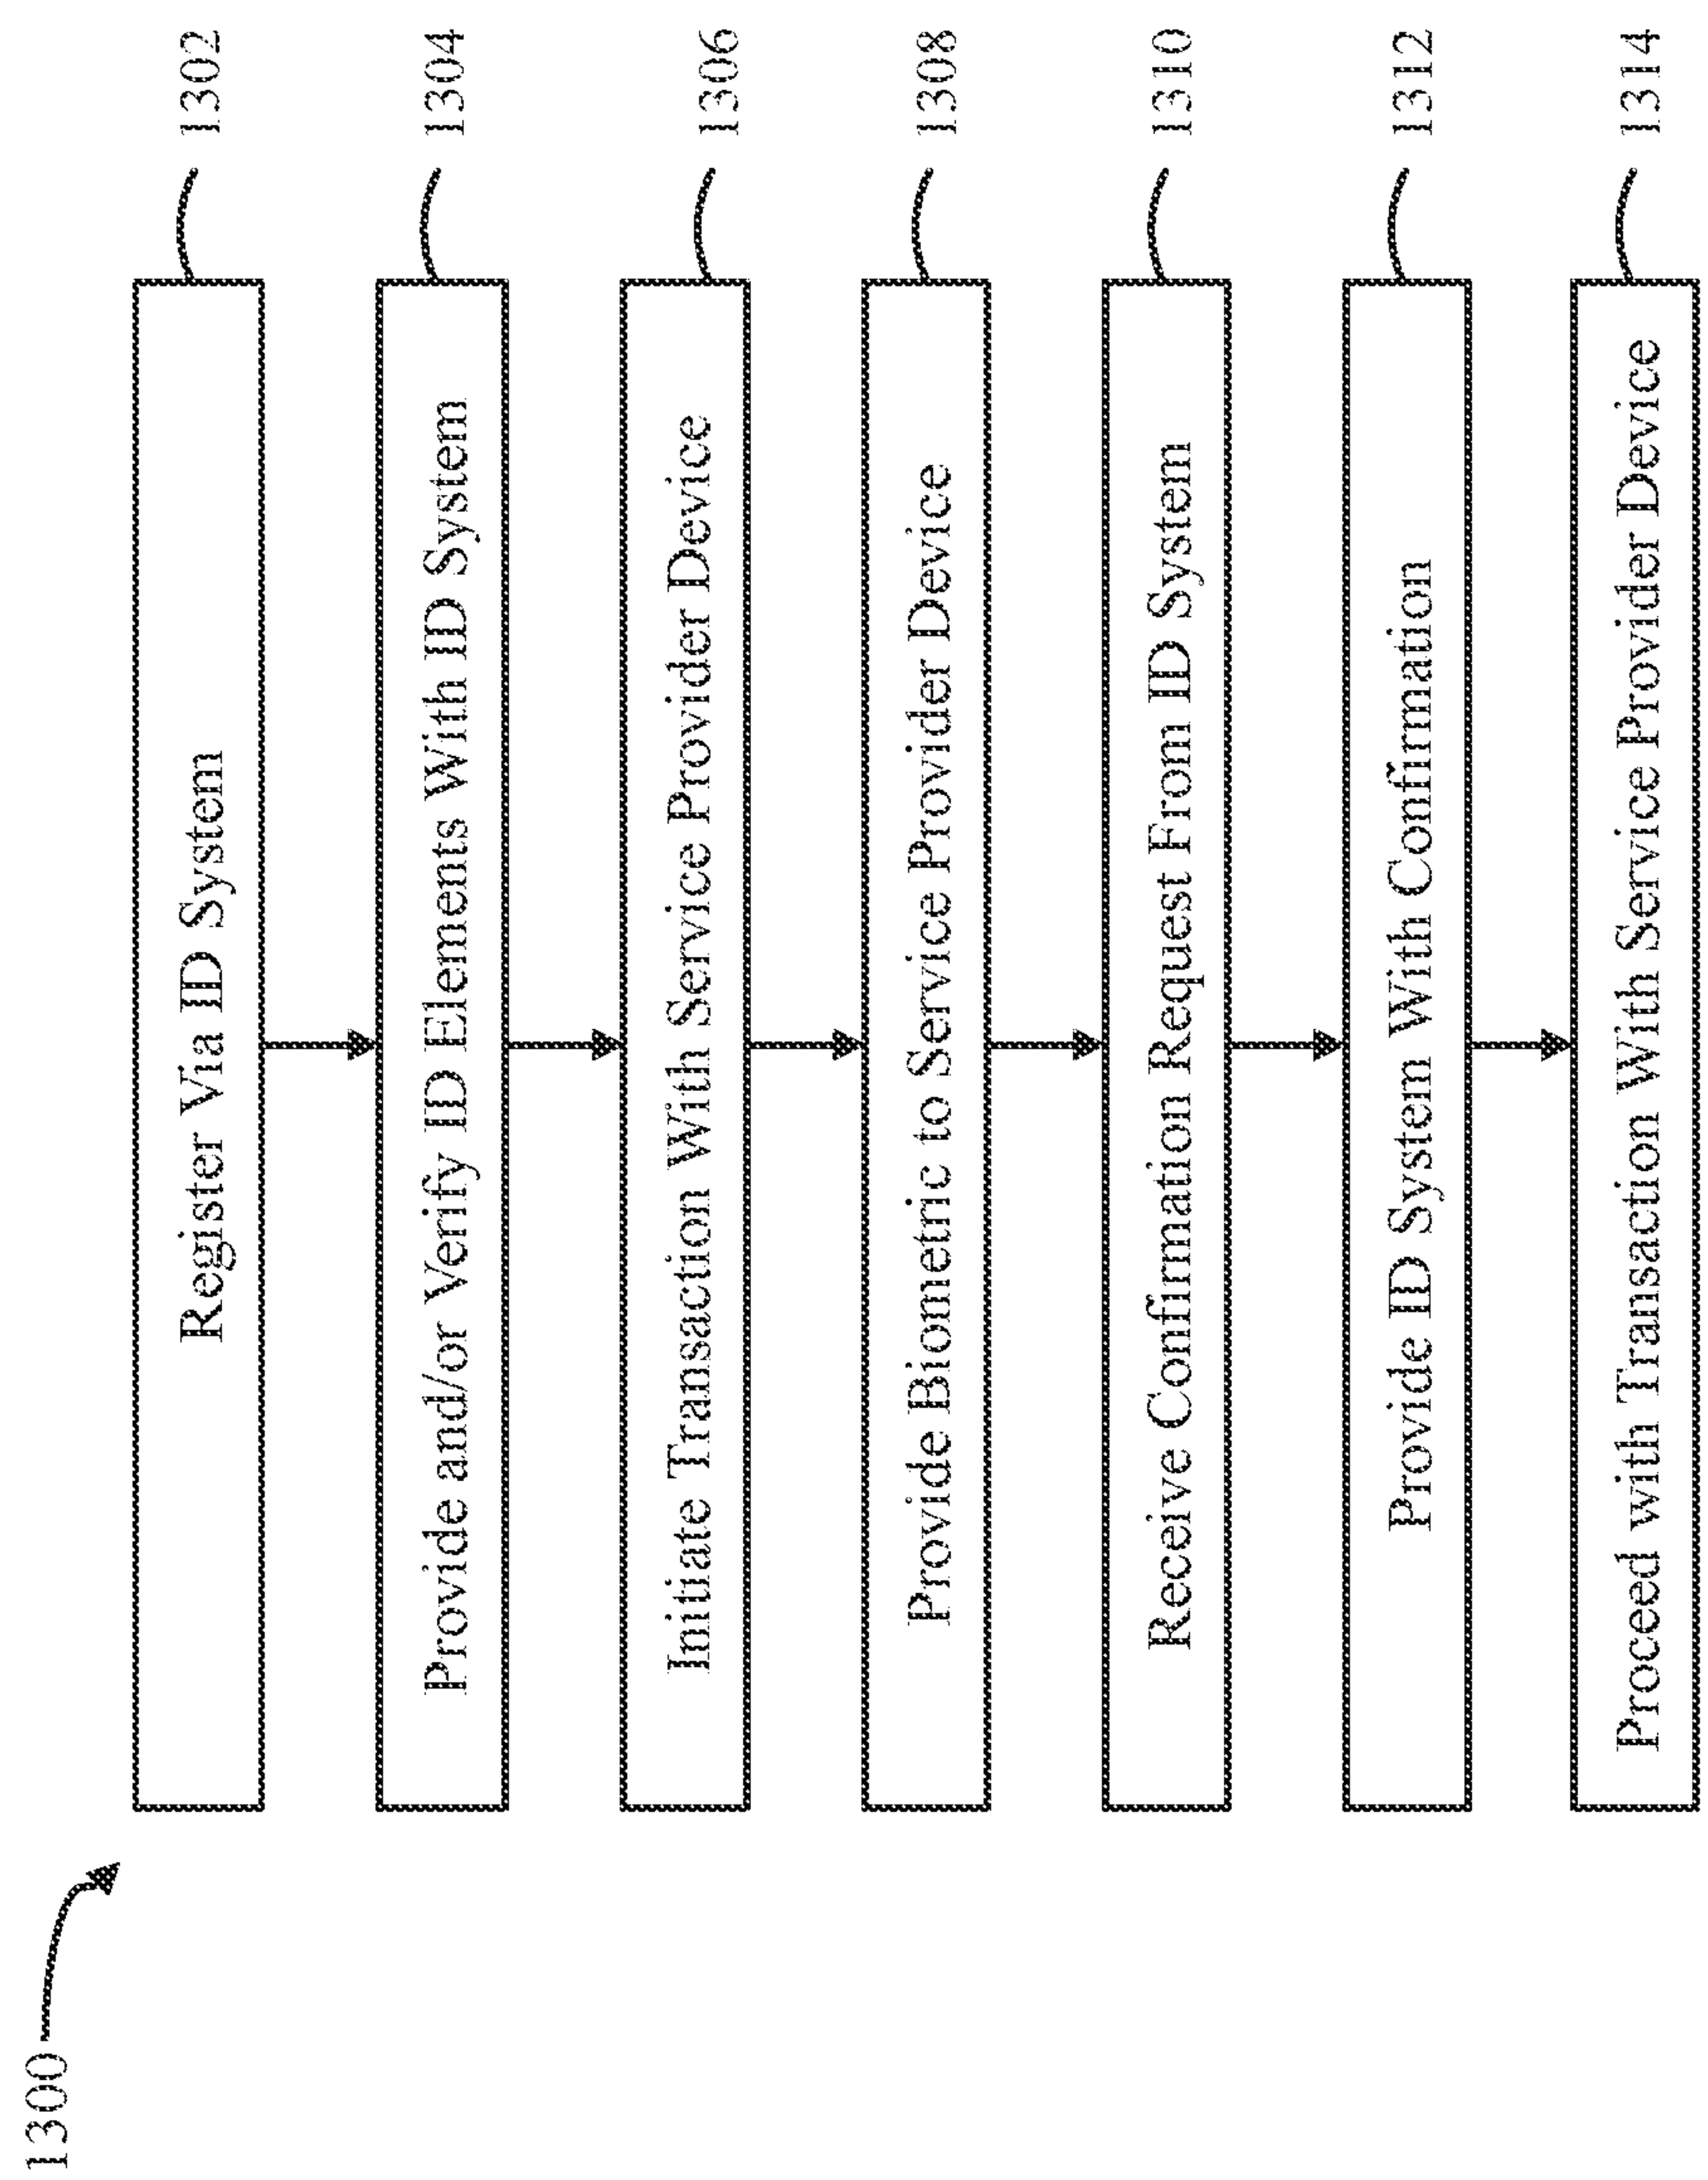 1300
Register Via ID System
1302
Provide and/or Verify ID Elements With ID System
1304
Initiate Transaction With Service Provider Device
1306
Provide Biometric to Service Provider Device
1308
Receive Confirmation Request From ID System
1310
Provide ID System With Confirmation
1312
Proceed with Transaction With Service Provider Device
1314